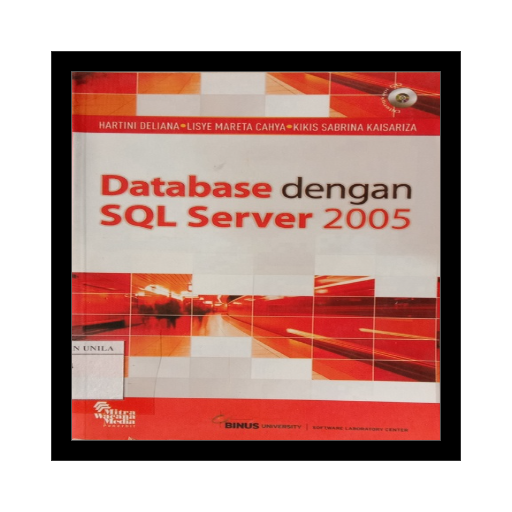 HARTINI DELIANA•LISYE MARETA CAHYA•KIKIS SABRINA KAISARIZA
Database dengan
SQL Server 2005
N UNILA
Mitra
Wacana
Media
BINUS UNIVERSITY | SOFTWARE LABORATORY CENTER